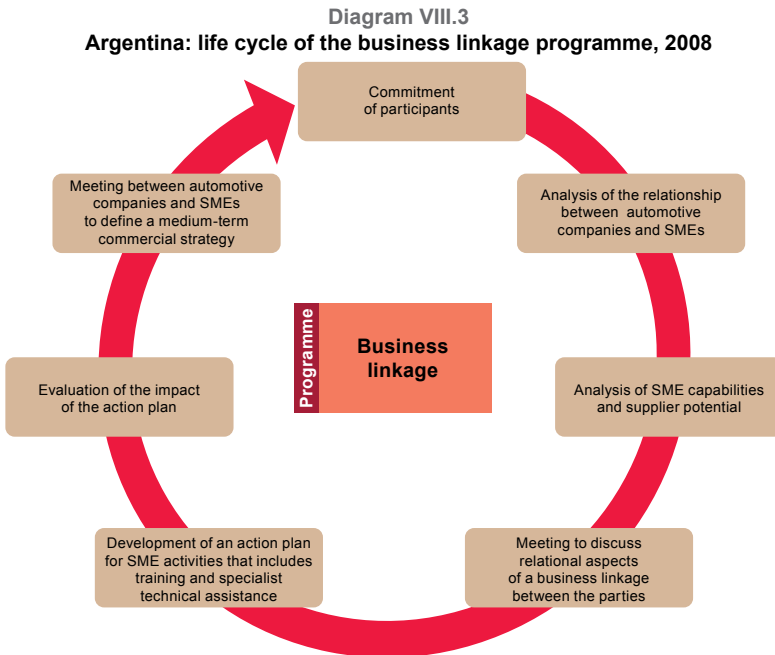 Diagram VIII.3
Argentina: life cycle of the business linkage programme, 2008
Commitment
of participants
Analysis of the relationship
between automotive
companies and SMEs
Analysis of SME capabilities
and supplier potential
Meeting to discuss
relational aspects
of a business linkage
between the parties
Development of an action plan
for SME activities that includes
training and specialist
technical assistance
Evaluation of the impact
of the action plan
Meeting between automotive
companies and SMEs
to define a medium-term
commercial strategy
Programme
Business
linkage